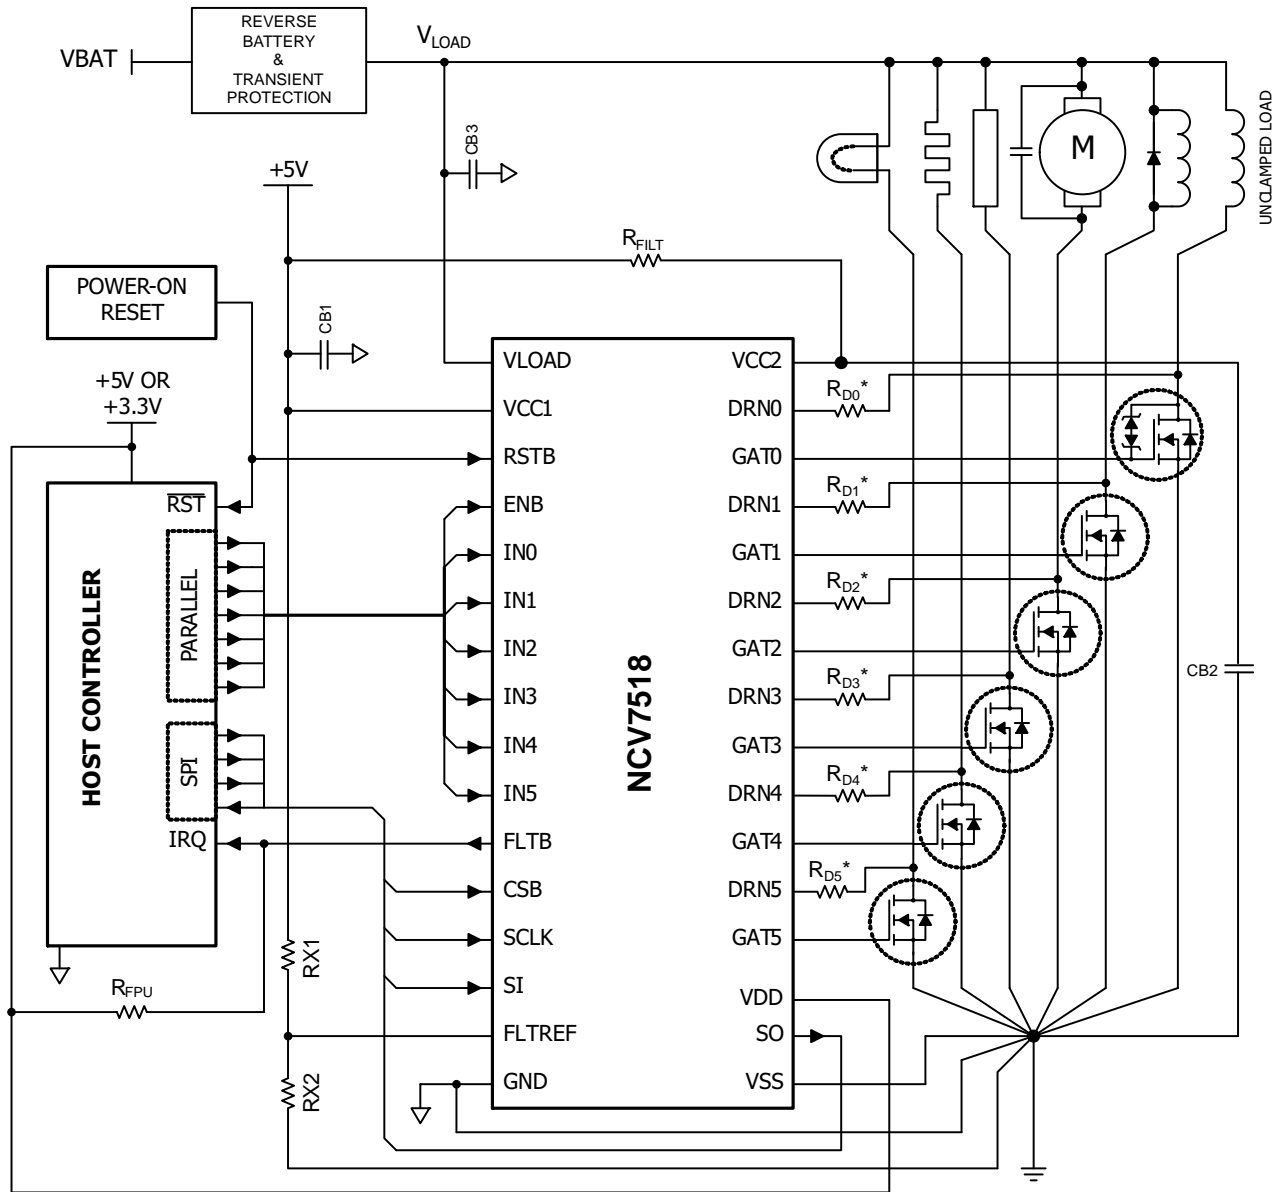 REVERSE
BATTERY
&
TRANSIENT
PROTECTION
VBAT
VLOAD
CB3
+5V
M
UNCLAMPED LOAD
RFILT
POWER-ON
RESET
CB1
+5V OR
+3.3V
HOST CONTROLLER
RST
PARALLEL
SPI
IRQ
RFPU
RX1
RX2
NCV7518
VLOAD
VCC1
RSTB
ENB
IN0
IN1
IN2
IN3
IN4
IN5
FLTB
CSB
SCLK
SI
FLTREF
GND
VCC2
DRN0
GAT0
DRN1
GAT1
DRN2
GAT2
DRN3
GAT3
DRN4
GAT4
DRN5
GAT5
VDD
SO
VSS
RD0*
RD1*
RD2*
RD3*
RD4*
RD5*
CB2